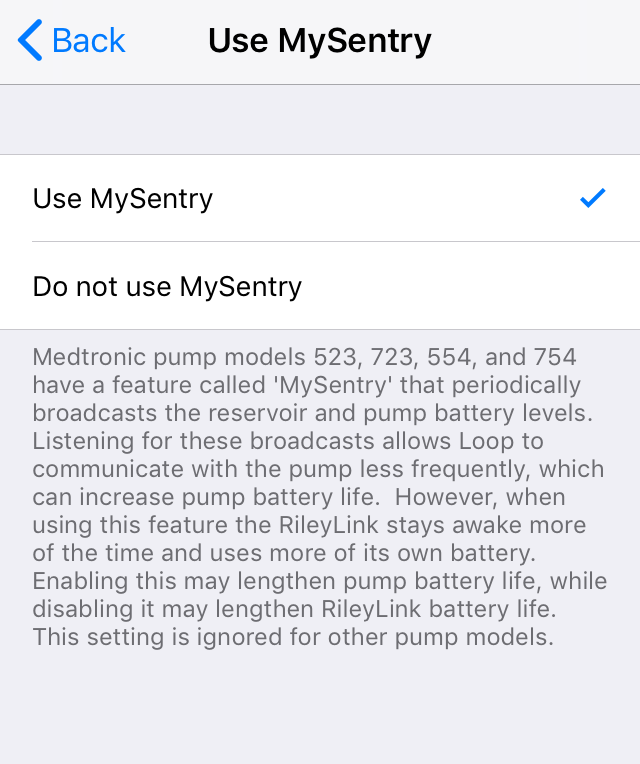 Back
Use MySentry
Use MySentry
Do not use MySentry
Medtronic pump models 523, 723, 554, and 754
have a feature called 'MySentry' that periodically
broadcasts the reservoir and pump battery levels.
Listening for these broadcasts allows Loop to
communicate with the pump less frequently, which
can increase pump battery life.  However, when
using this feature the RileyLink stays awake more
of the time and uses more of its own battery.
Enabling this may lengthen pump battery life, while
disabling it may lengthen RileyLink battery life.
This setting is ignored for other pump models.